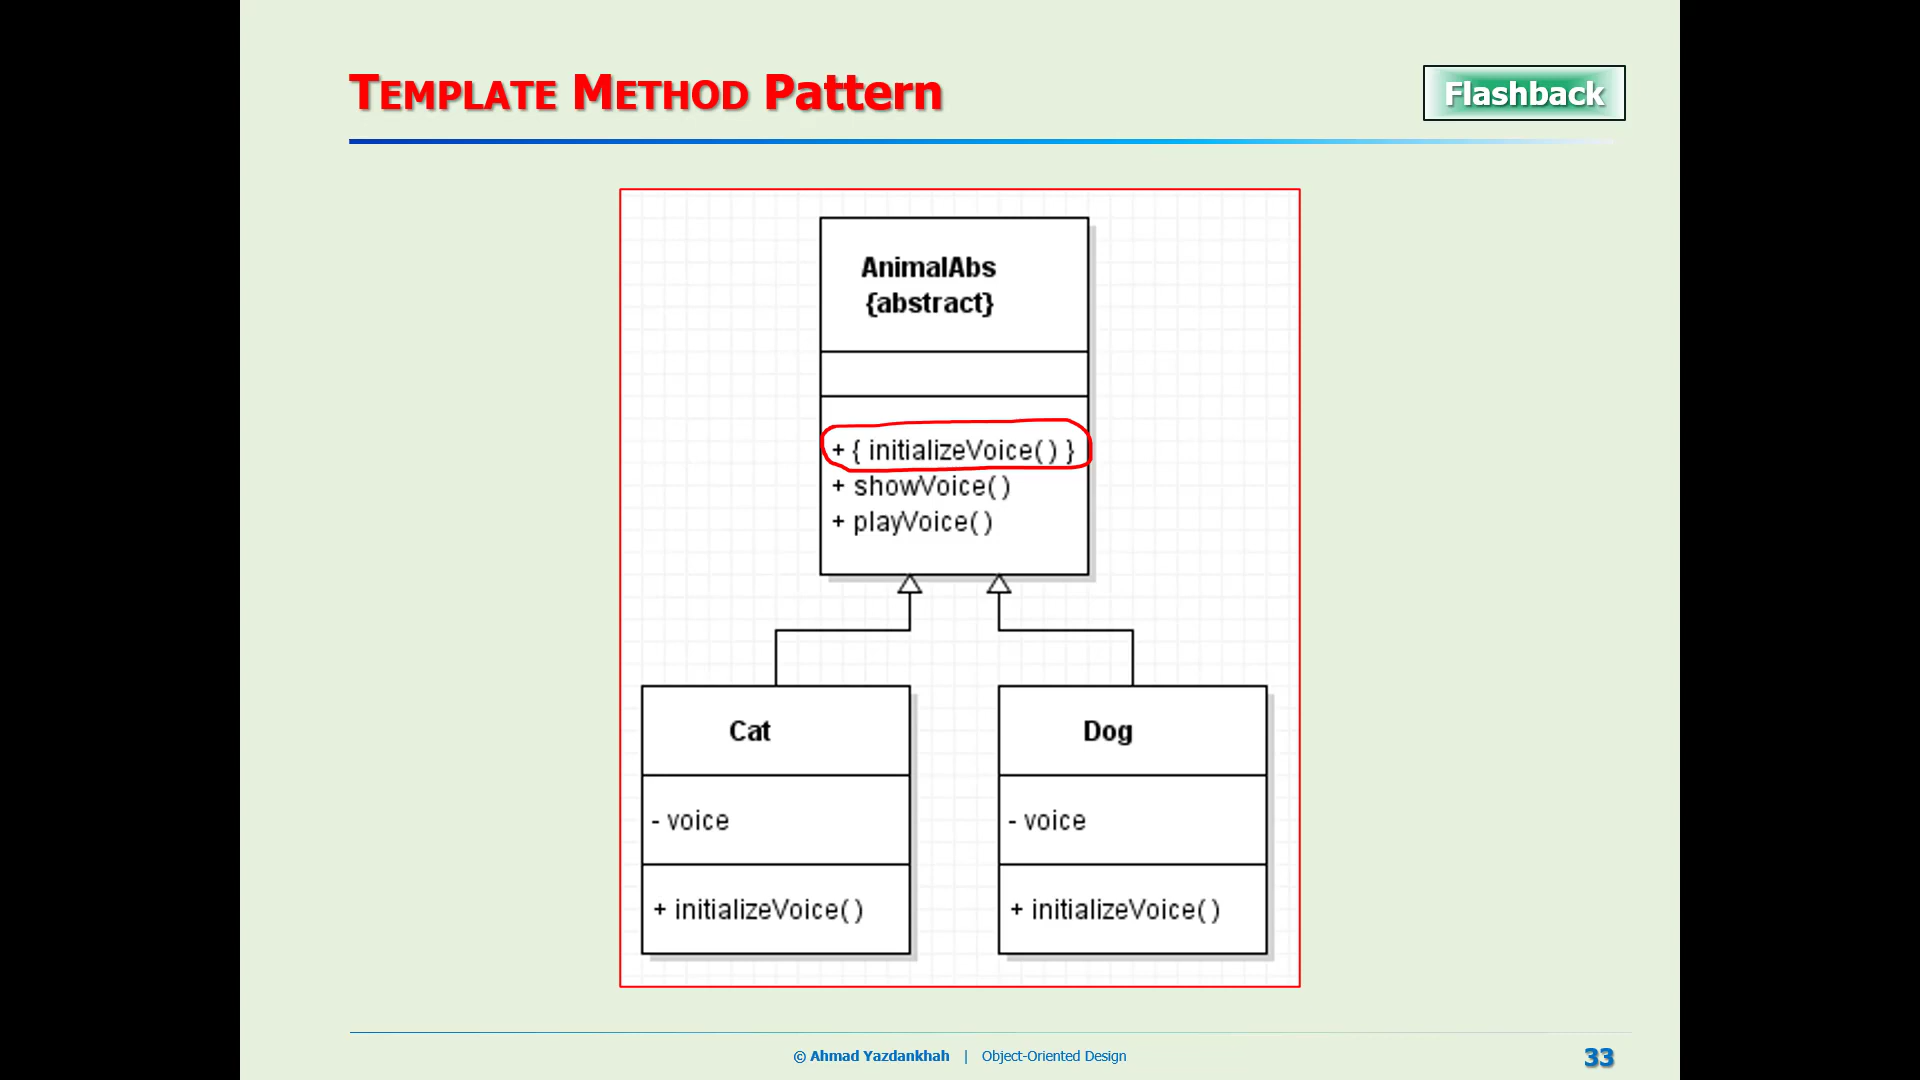 TEMPLATE METHOD Pattern
Flashback
AnimalAbs
{abstract}
+ { initializeVoice( ) }
+ showVoice( )
+ playVoice( )
Cat
- voice
+ initializeVoice( )
Dog
- voice
+ initializeVoice( )
© Ahmad Yazdankhah | Object-Oriented Design
33